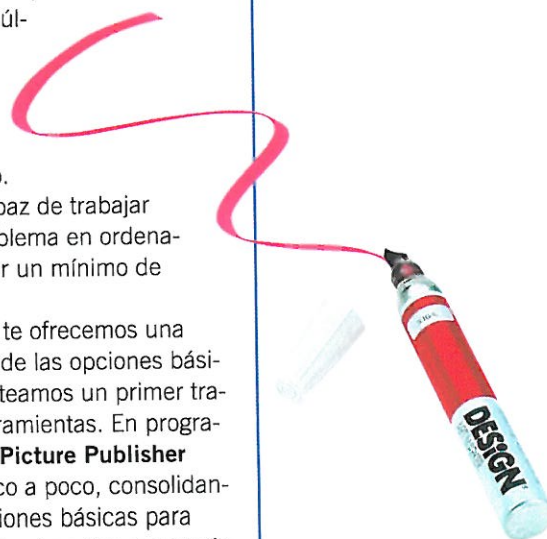 úl-
o.
paz de trabajar
blema en ordena-
r un mínimo de
te ofrecemos una
de las opciones bási-
teamos un primer tra-
ramientas. En progra-
Picture Publisher
co a poco, consolidan-
iones básicas para
DESIGN